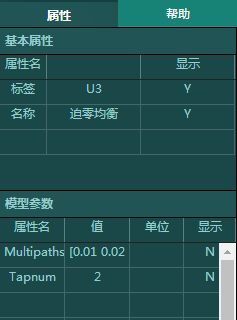 属性 帮助
基本属性
属性名 显示
标签 U3 Y
名称 迫零均衡 Y
模型参数
属性名 值 单位 显示
Multipaths [0.01 0.02 N
Tapnum 2 N